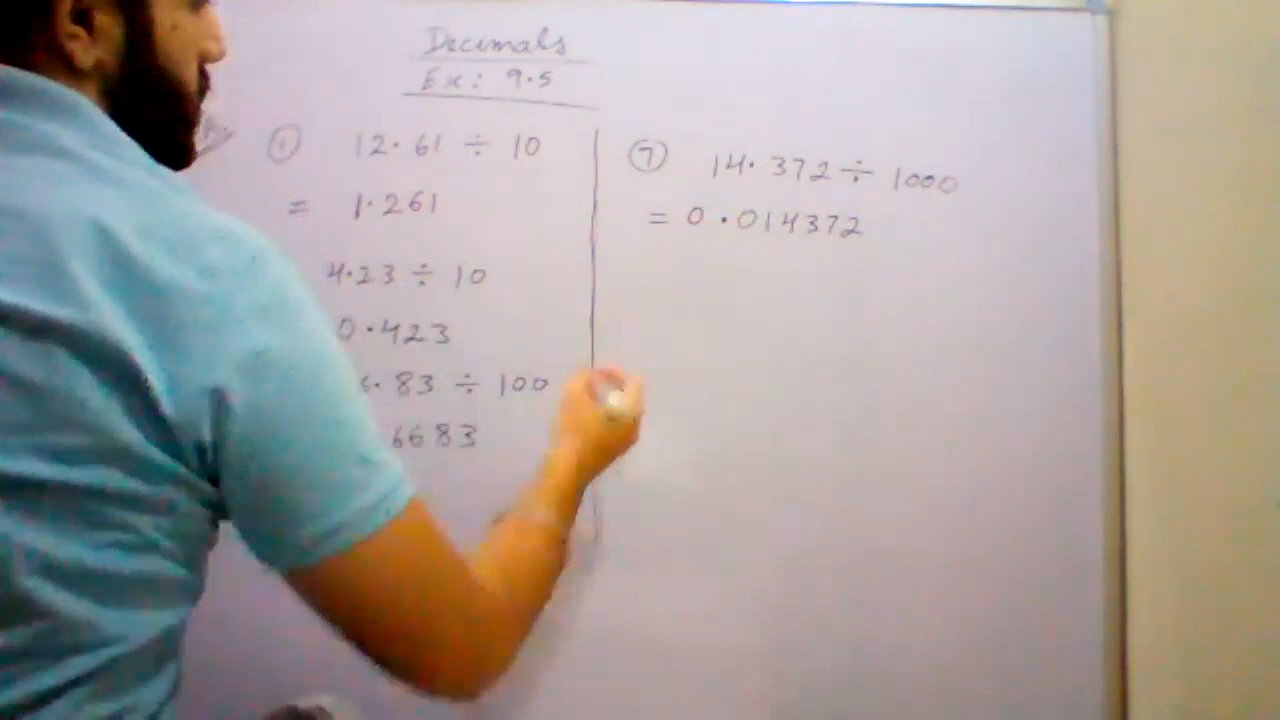 Decimals
Ex: 9.5
① 12.61 ÷ 10
= 1.261
4.23 ÷ 10
0.423
6.83 ÷ 100
6683
⑦ 14.372 ÷ 1000
= 0.014372